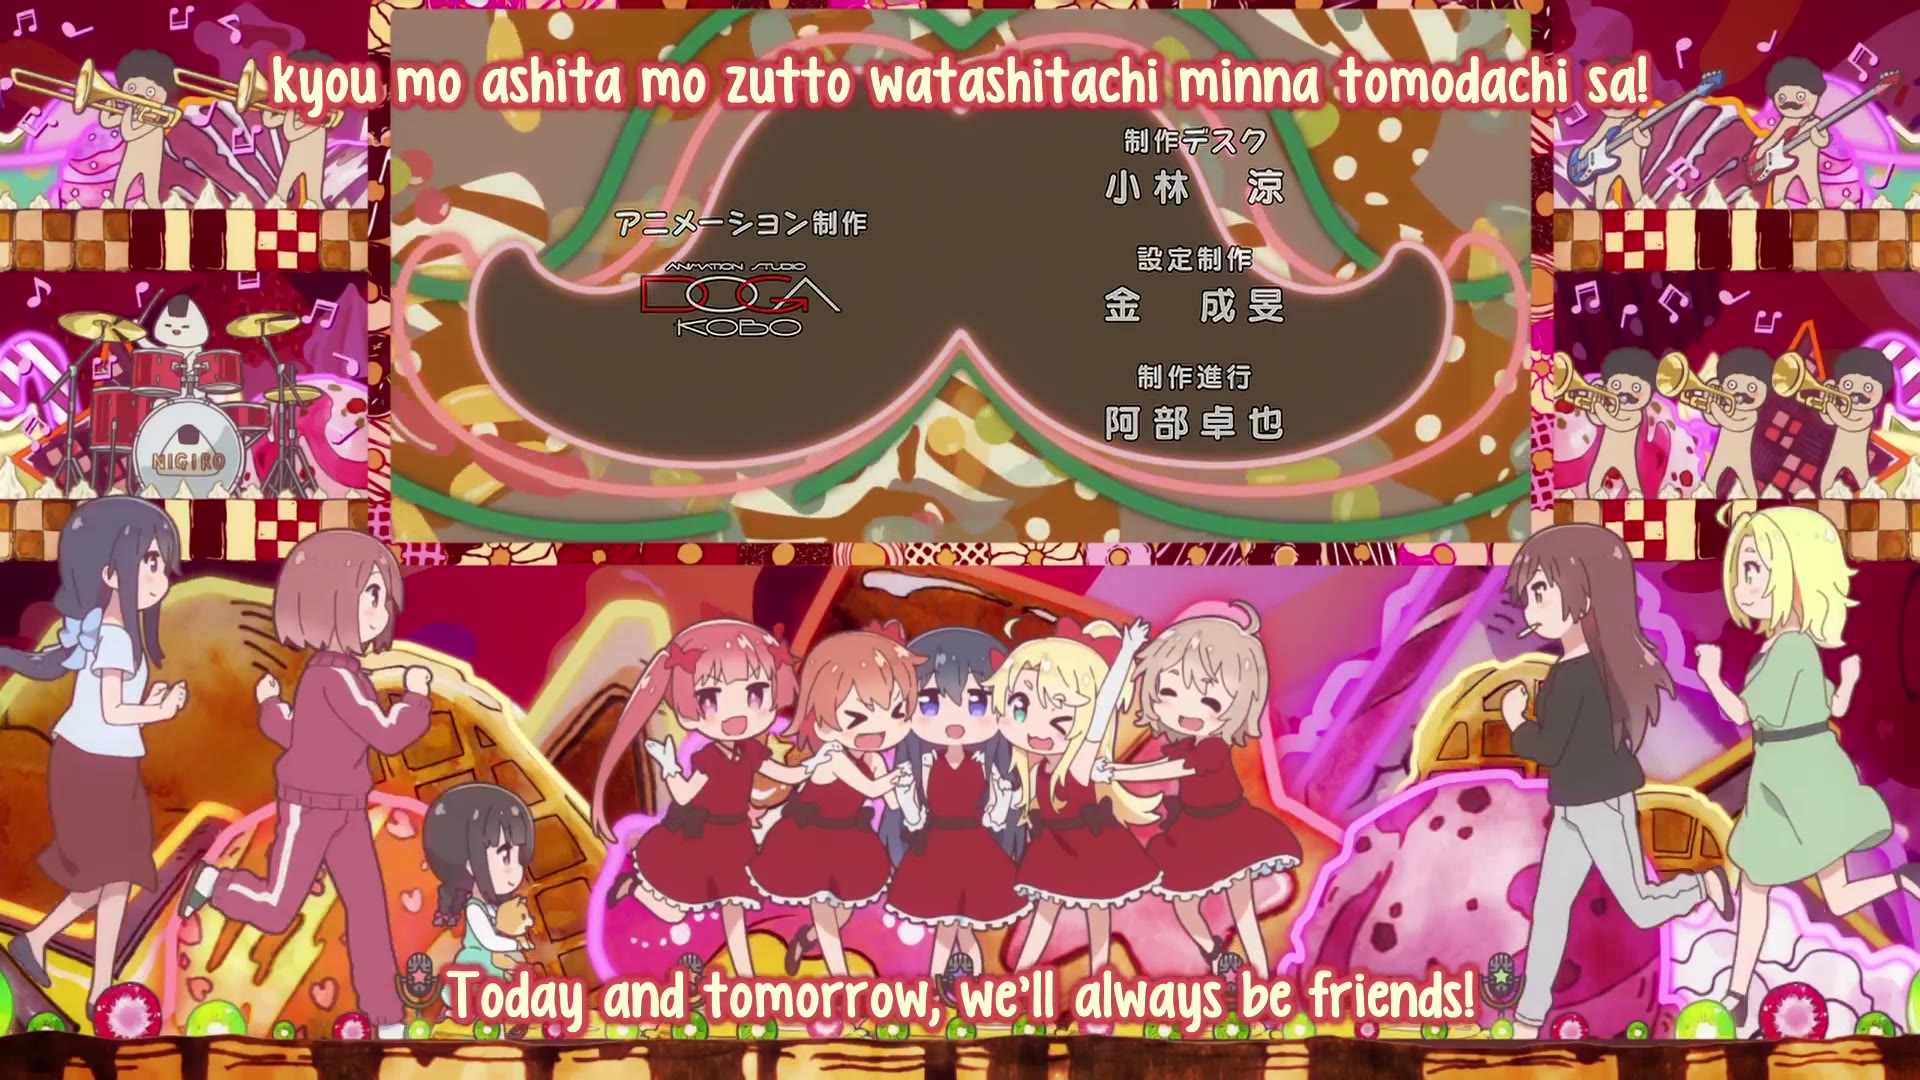 kyou mo ashita mo zutto watashitachi minna tomodachi sa!
アニメーション制作
ANIMATION STUDIO
DOGA
KOBO
制作デスク
小林 涼
設定制作
金 成旻
制作進行
阿部卓也
NIGIRO
Today and tomorrow, we'll always be friends!